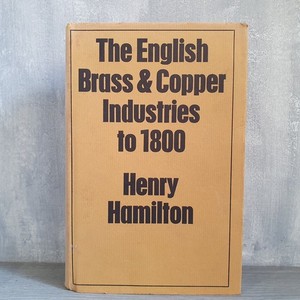 The English
Brass & Copper
Industries
to 1800
Henry
Hamilton